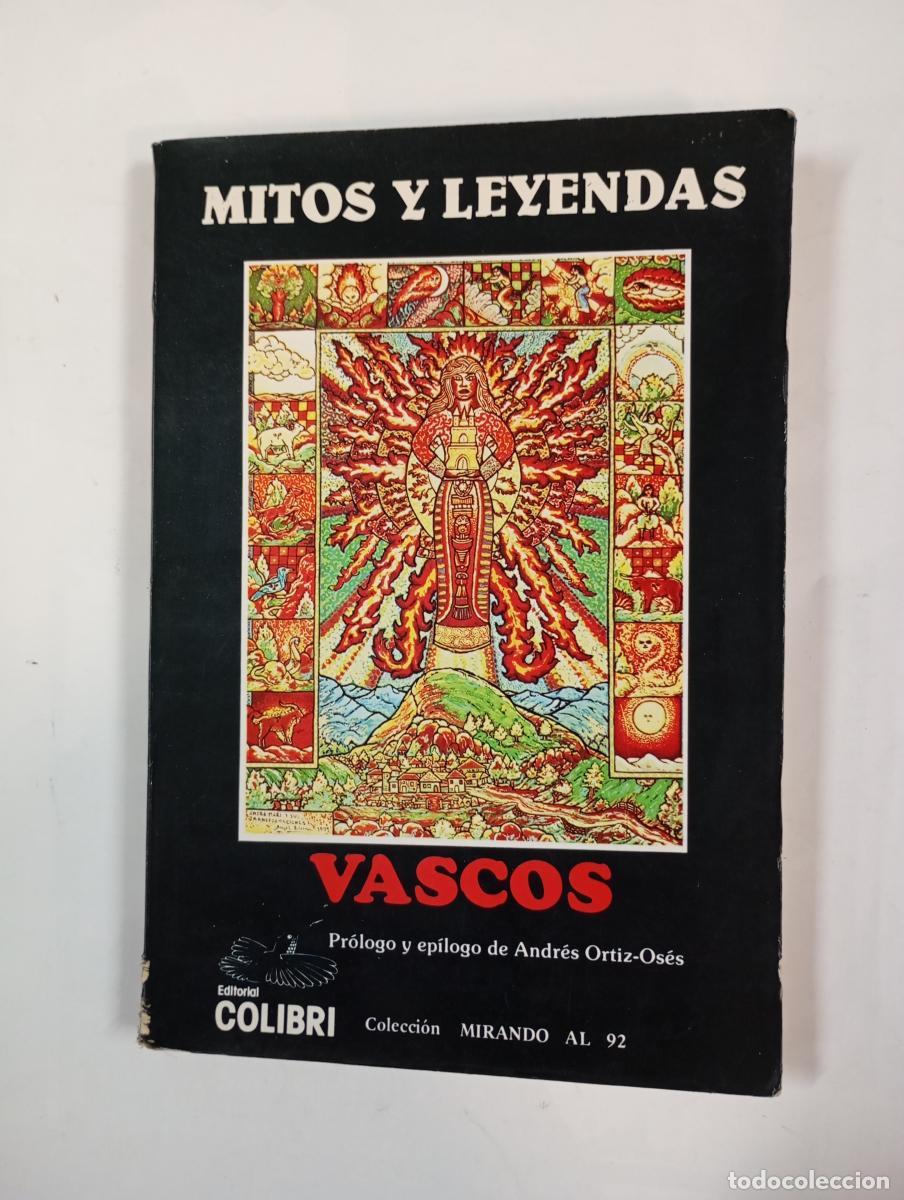 MITOS Y LEYENDAS
VASCOS
Prólogo y epílogo de Andrés Ortiz-Osés
Editorial
COLIBRI
Colección MIRANDO AL 92
todocoleccion